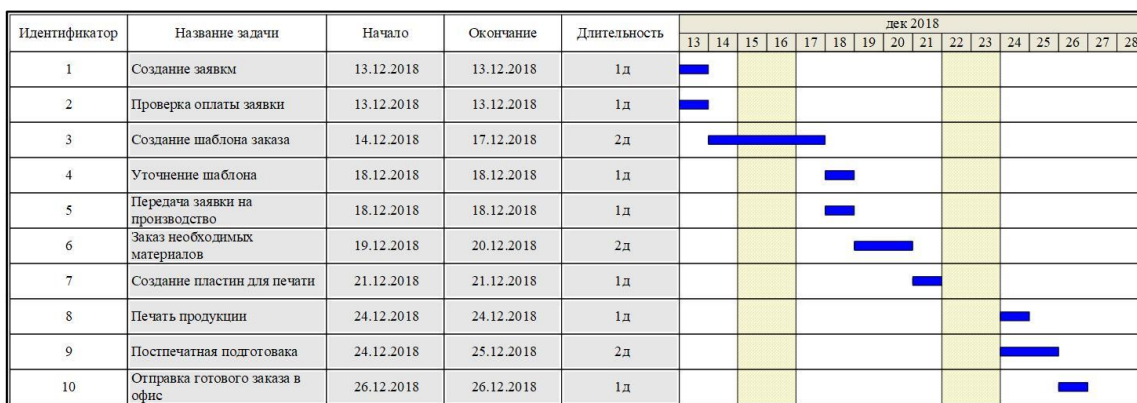 Идентификатор Название задачи Начало Окончание Длительность дек 2018
13 14 15 16 17 18 19 20 21 22 23 24 25 26 27 28
1 Создание заявкм 13.12.2018 13.12.2018 1д
2 Проверка оплаты заявки 13.12.2018 13.12.2018 1д
3 Создание шаблона заказа 14.12.2018 17.12.2018 2д
4 Уточнение шаблона 18.12.2018 18.12.2018 1д
5 Передача заявки на
производство 18.12.2018 18.12.2018 1д
6 Заказ необходимых
материалов 19.12.2018 20.12.2018 2д
7 Создание пластин для печати 21.12.2018 21.12.2018 1д
8 Печать продукции 24.12.2018 24.12.2018 1д
9 Постпечатная подготовака 24.12.2018 25.12.2018 2д
10 Отправка готового заказа в
офис 26.12.2018 26.12.2018 1д